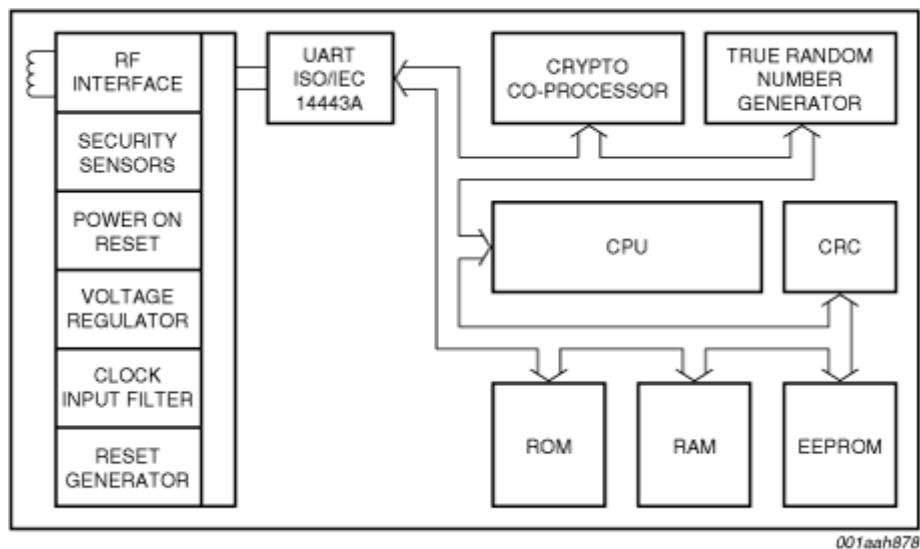 RF
INTERFACE
SECURITY
SENSORS
POWER ON
RESET
VOLTAGE
REGULATOR
CLOCK
INPUT FILTER
RESET
GENERATOR
UART
ISO/IEC
14443A
CRYPTO
CO-PROCESSOR
TRUE RANDOM
NUMBER
GENERATOR
CPU
CRC
ROM
RAM
EEPROM
001aah878